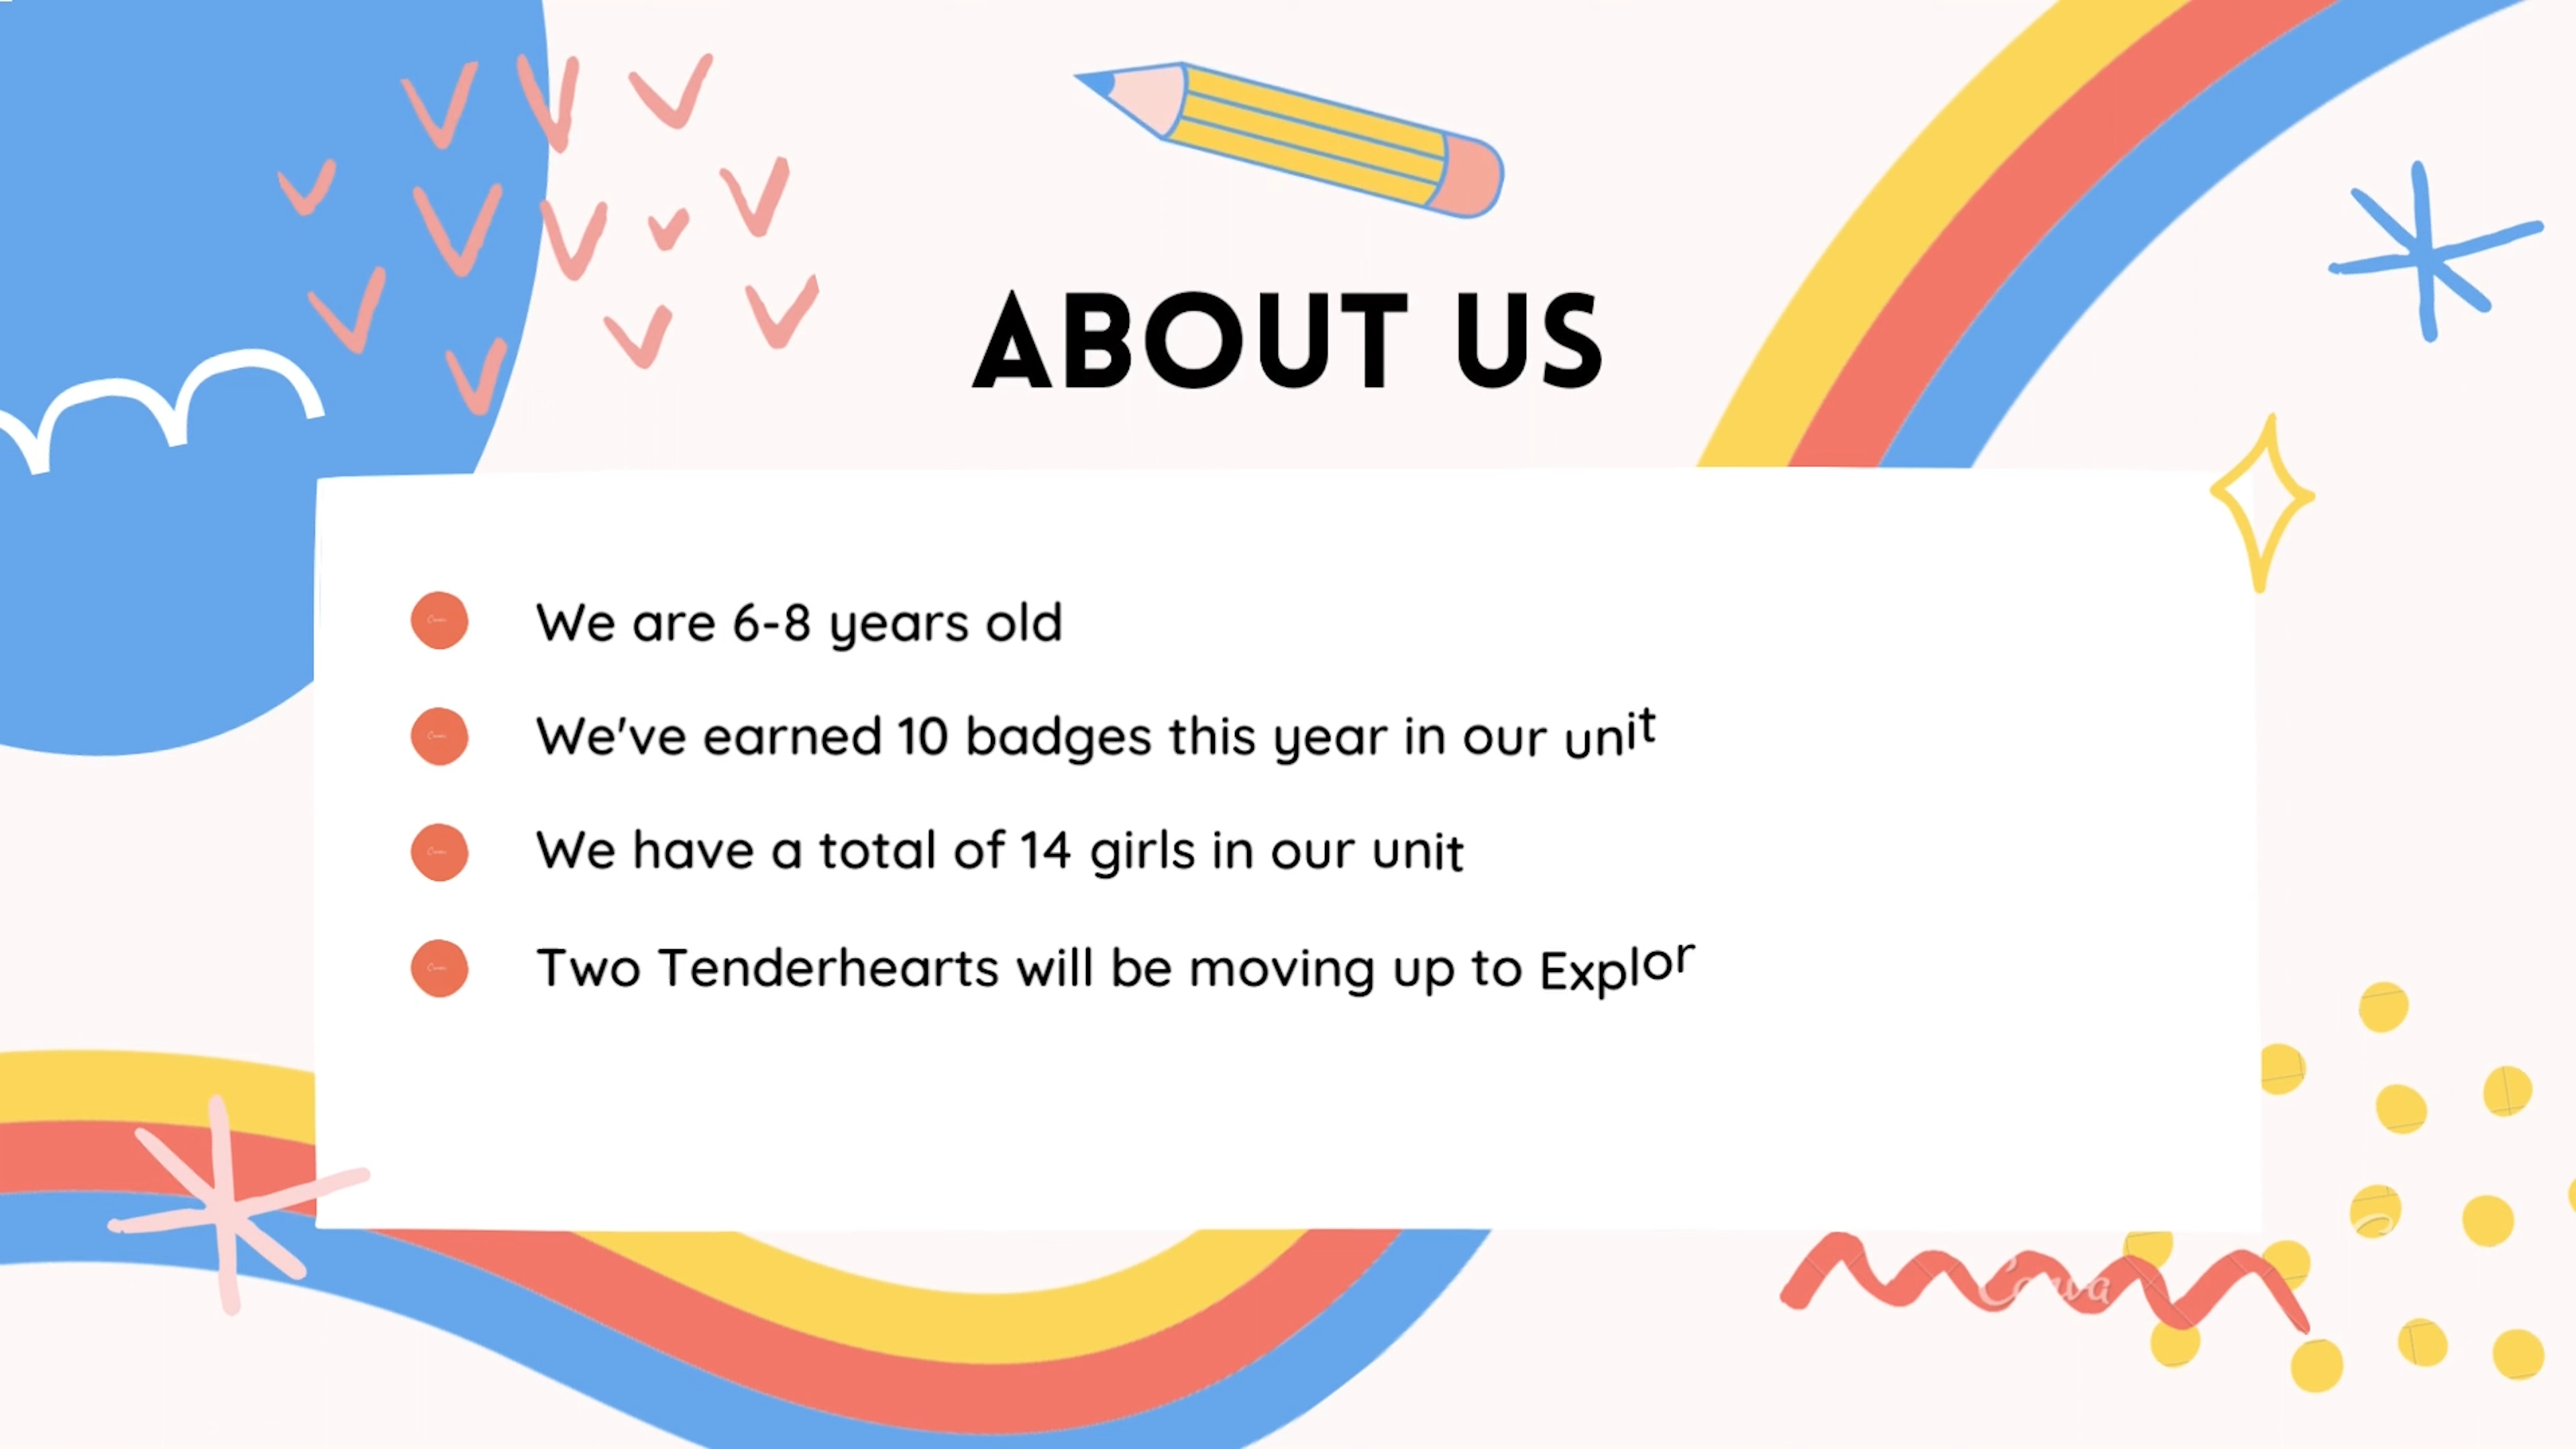 ABOUT US
We are 6-8 years old
We've earned 10 badges this year in our unit
We have a total of 14 girls in our unit
Two Tenderhearts will be moving up to Explor
Canva